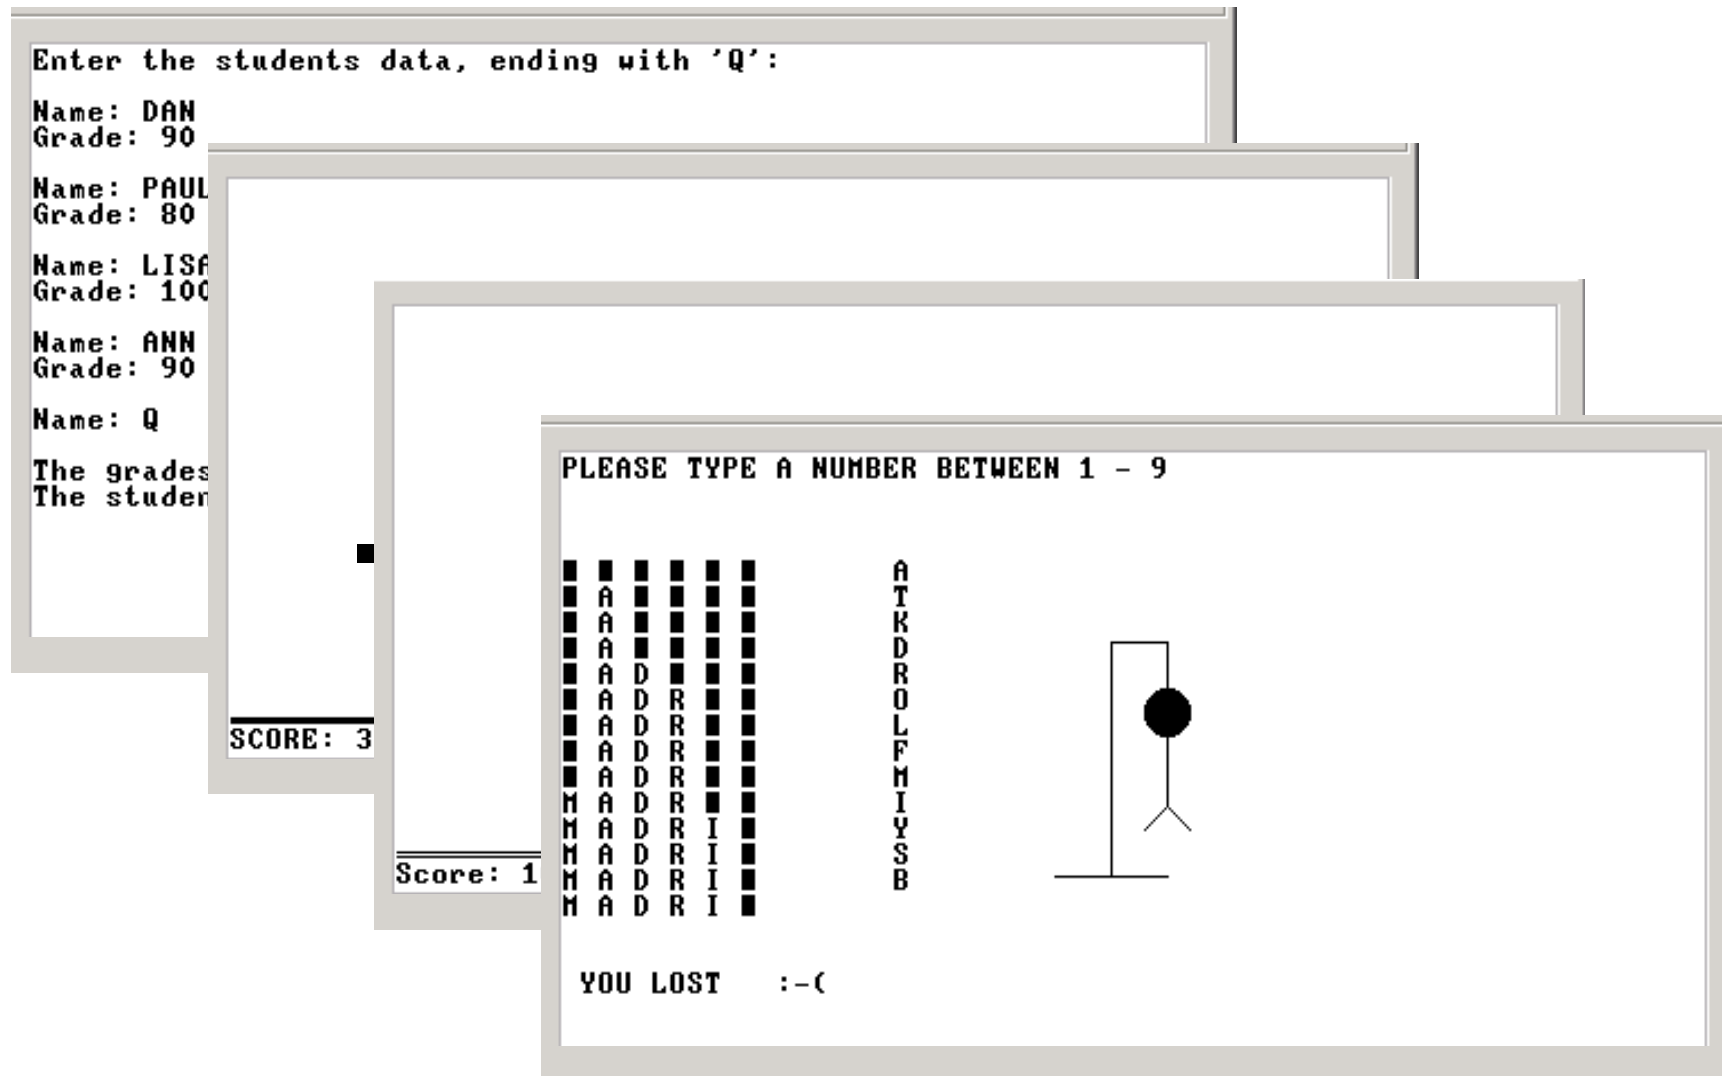 Enter the students data, ending with 'Q':
Name: DAN
Grade: 90
Name: PAUL
Grade: 80
Name: LISA
Grade: 100
Name: ANN
Grade: 90
Name: Q
The grades
The studen
SCORE: 3
Score: 1
PLEASE TYPE A NUMBER BETWEEN 1 - 9
█ █ █ █ █ █ A
█ A █ █ █ █ T
█ A █ █ █ █ K
█ A █ █ █ █ D
█ A D █ █ █ R
█ A D R █ █ O
█ A D R █ █ L
█ A D R █ █ F
█ A D R █ █ M
M A D R █ █ I
M A D R I █ Y
M A D R I █ S
M A D R I █ B
M A D R I █
YOU LOST :-(